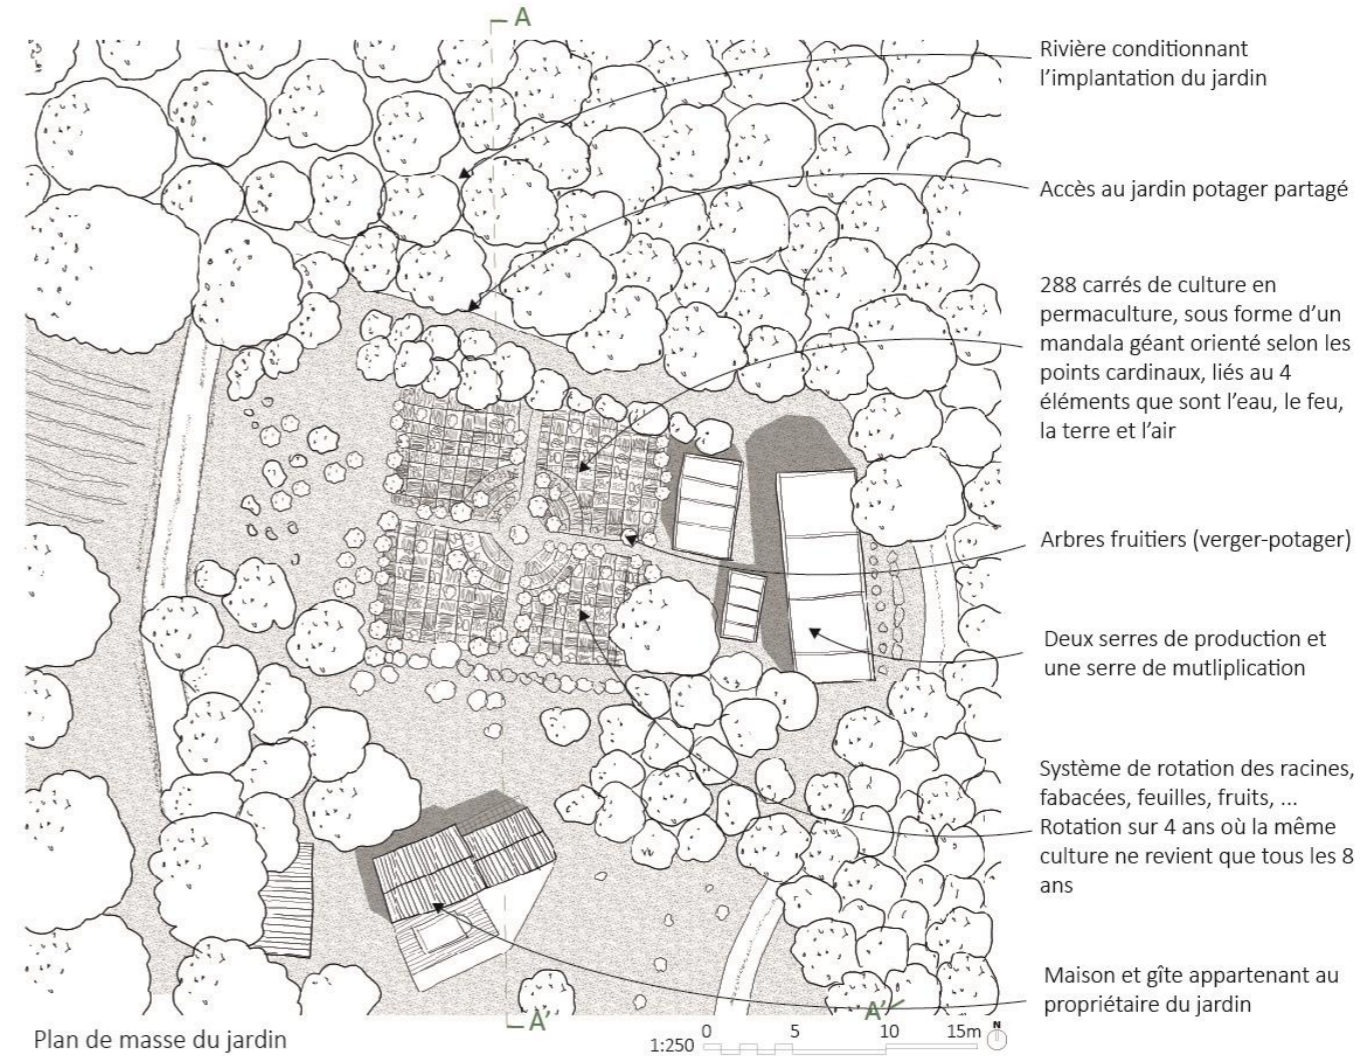 A
Rivière conditionnant
l'implantation du jardin
Accès au jardin potager partagé
288 carrés de culture en
permaculture, sous forme d'un
mandala géant orienté selon les
points cardinaux, liés au 4
éléments que sont l'eau, le feu,
la terre et l'air
Arbres fruitiers (verger-potager)
Deux serres de production et
une serre de mutliplication
Système de rotation des racines,
fabacées, feuilles, fruits, ...
Rotation sur 4 ans où la même
culture ne revient que tous les 8
ans
Maison et gîte appartenant au
propriétaire du jardin
A'
A'
Plan de masse du jardin
1:250
0 5 10 15m
N